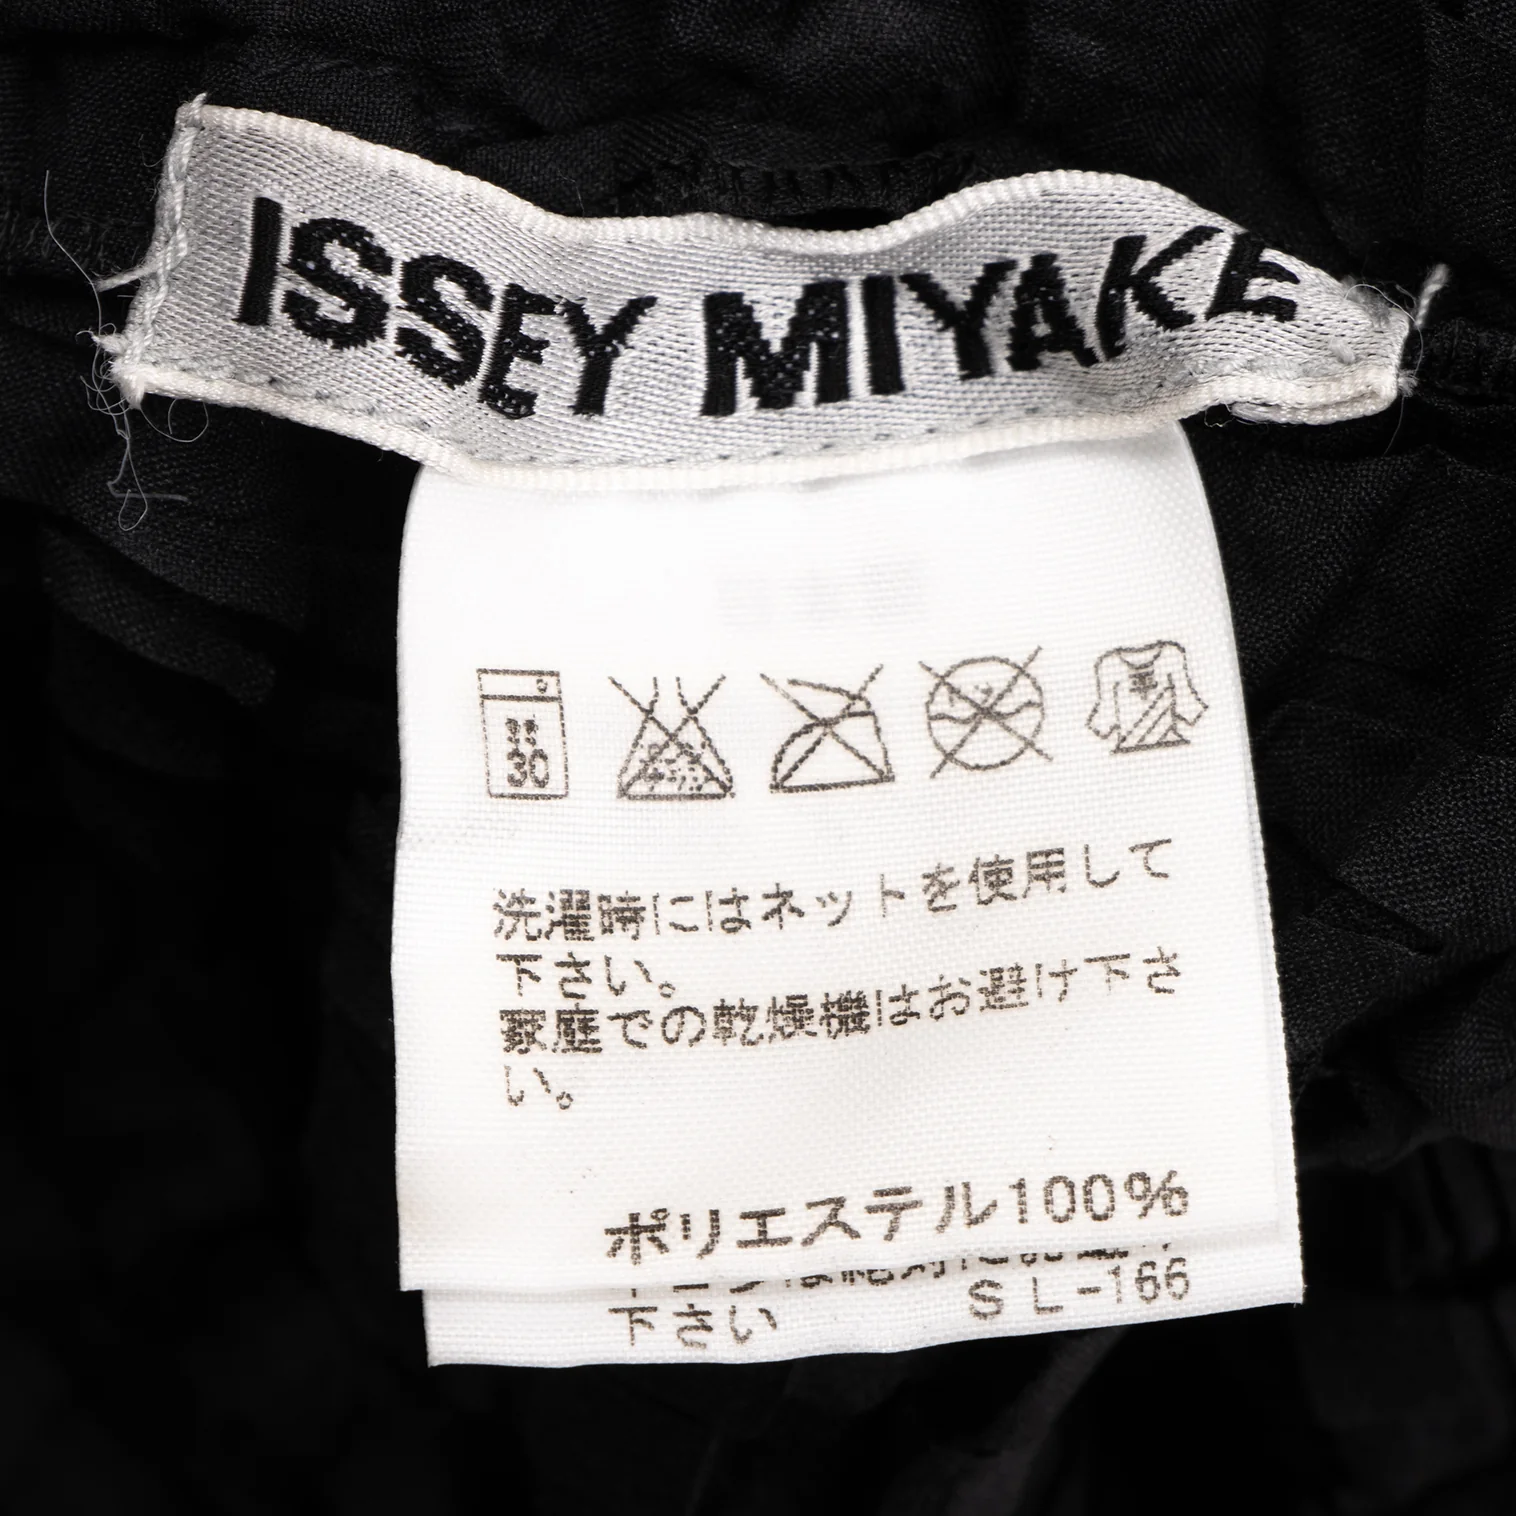 ISSEY MIYAKE
弱
30
平
洗濯時にはネットを使用して
下さい。
家庭での乾燥機はお避け下さ
い。
ポリエステル100%
下さい SL-166